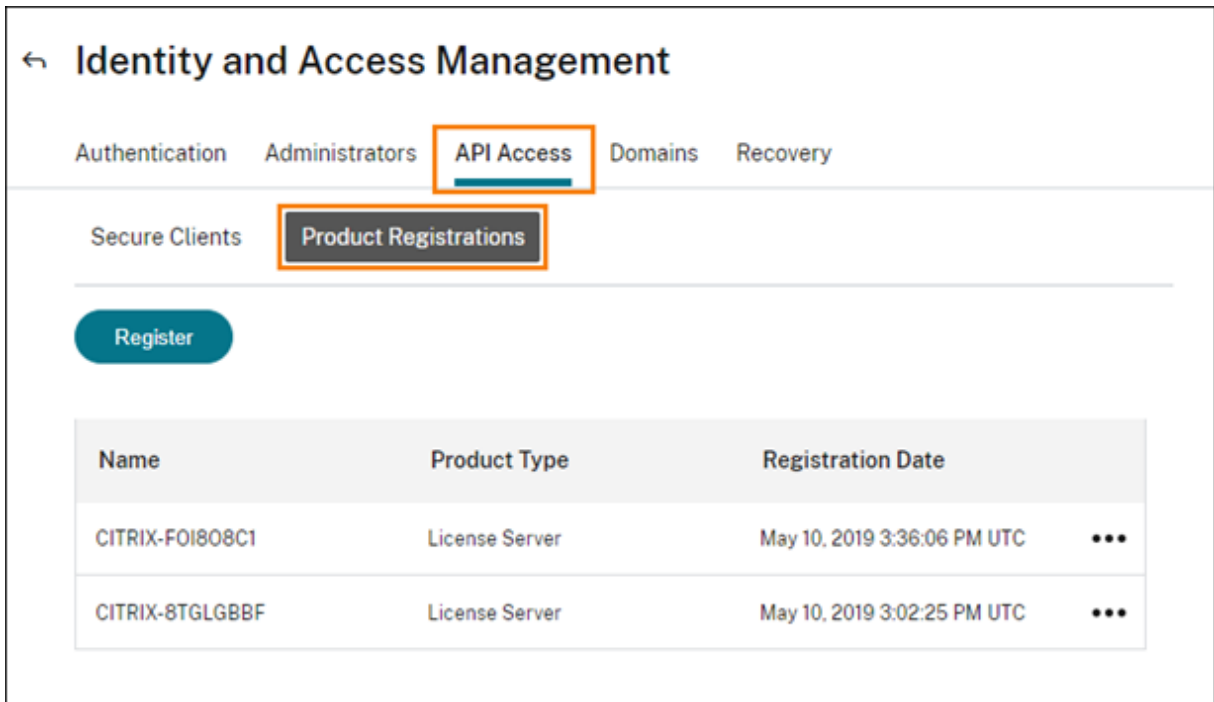 Identity and Access Management
Authentication Administrators API Access Domains Recovery
Secure Clients Product Registrations
Register
Name Product Type Registration Date
CITRIX-FOI8O8C1 License Server May 10, 2019 3:36:06 PM UTC
CITRIX-8TGLGBBF License Server May 10, 2019 3:02:25 PM UTC